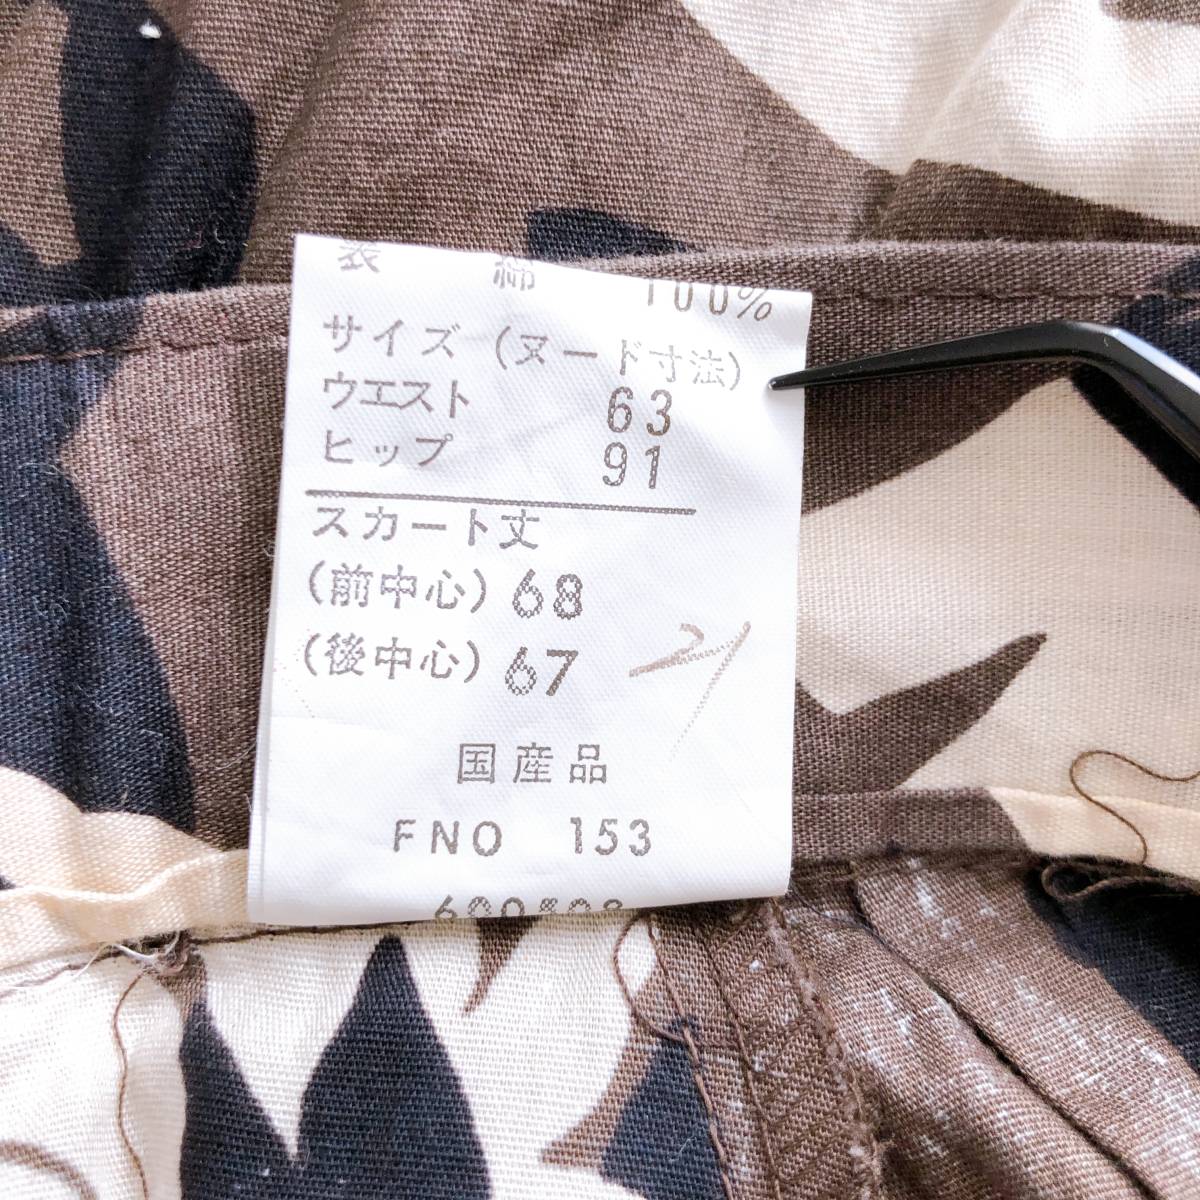 表 綿 100%
サイズ (ヌード寸法)
ウエスト 63
ヒップ 91
スカート丈
(前中心) 68
(後中心) 67
国産品
FNO 153